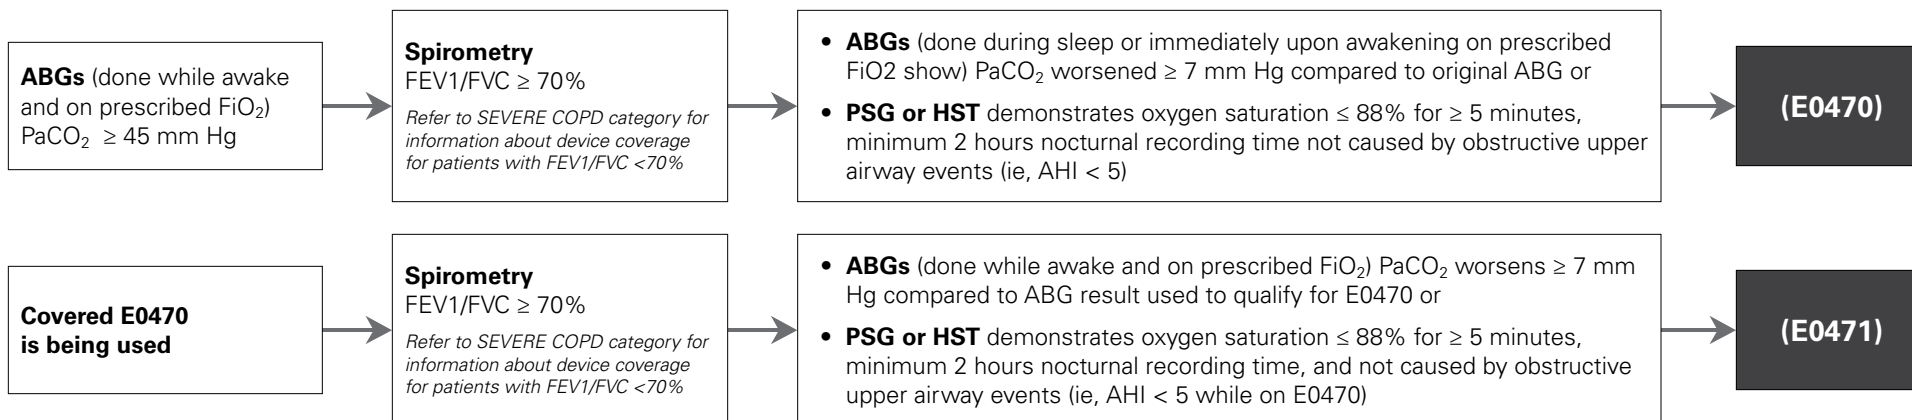 ABGs (done while awake
and on prescribed FiO₂)
PaCO₂ ≥ 45 mm Hg
Spirometry
FEV1/FVC ≥ 70%
Refer to SEVERE COPD category for
information about device coverage
for patients with FEV1/FVC <70%
• ABGs (done during sleep or immediately upon awakening on prescribed
FiO2 show) PaCO₂ worsened ≥ 7 mm Hg compared to original ABG or
• PSG or HST demonstrates oxygen saturation ≤ 88% for ≥ 5 minutes,
minimum 2 hours nocturnal recording time not caused by obstructive upper
airway events (ie, AHI < 5)
(E0470)
Covered E0470
is being used
Spirometry
FEV1/FVC ≥ 70%
Refer to SEVERE COPD category for
information about device coverage
for patients with FEV1/FVC <70%
• ABGs (done while awake and on prescribed FiO₂) PaCO₂ worsens ≥ 7 mm
Hg compared to ABG result used to qualify for E0470 or
• PSG or HST demonstrates oxygen saturation ≤ 88% for ≥ 5 minutes,
minimum 2 hours nocturnal recording time, and not caused by obstructive
upper airway events (ie, AHI < 5 while on E0470)
(E0471)